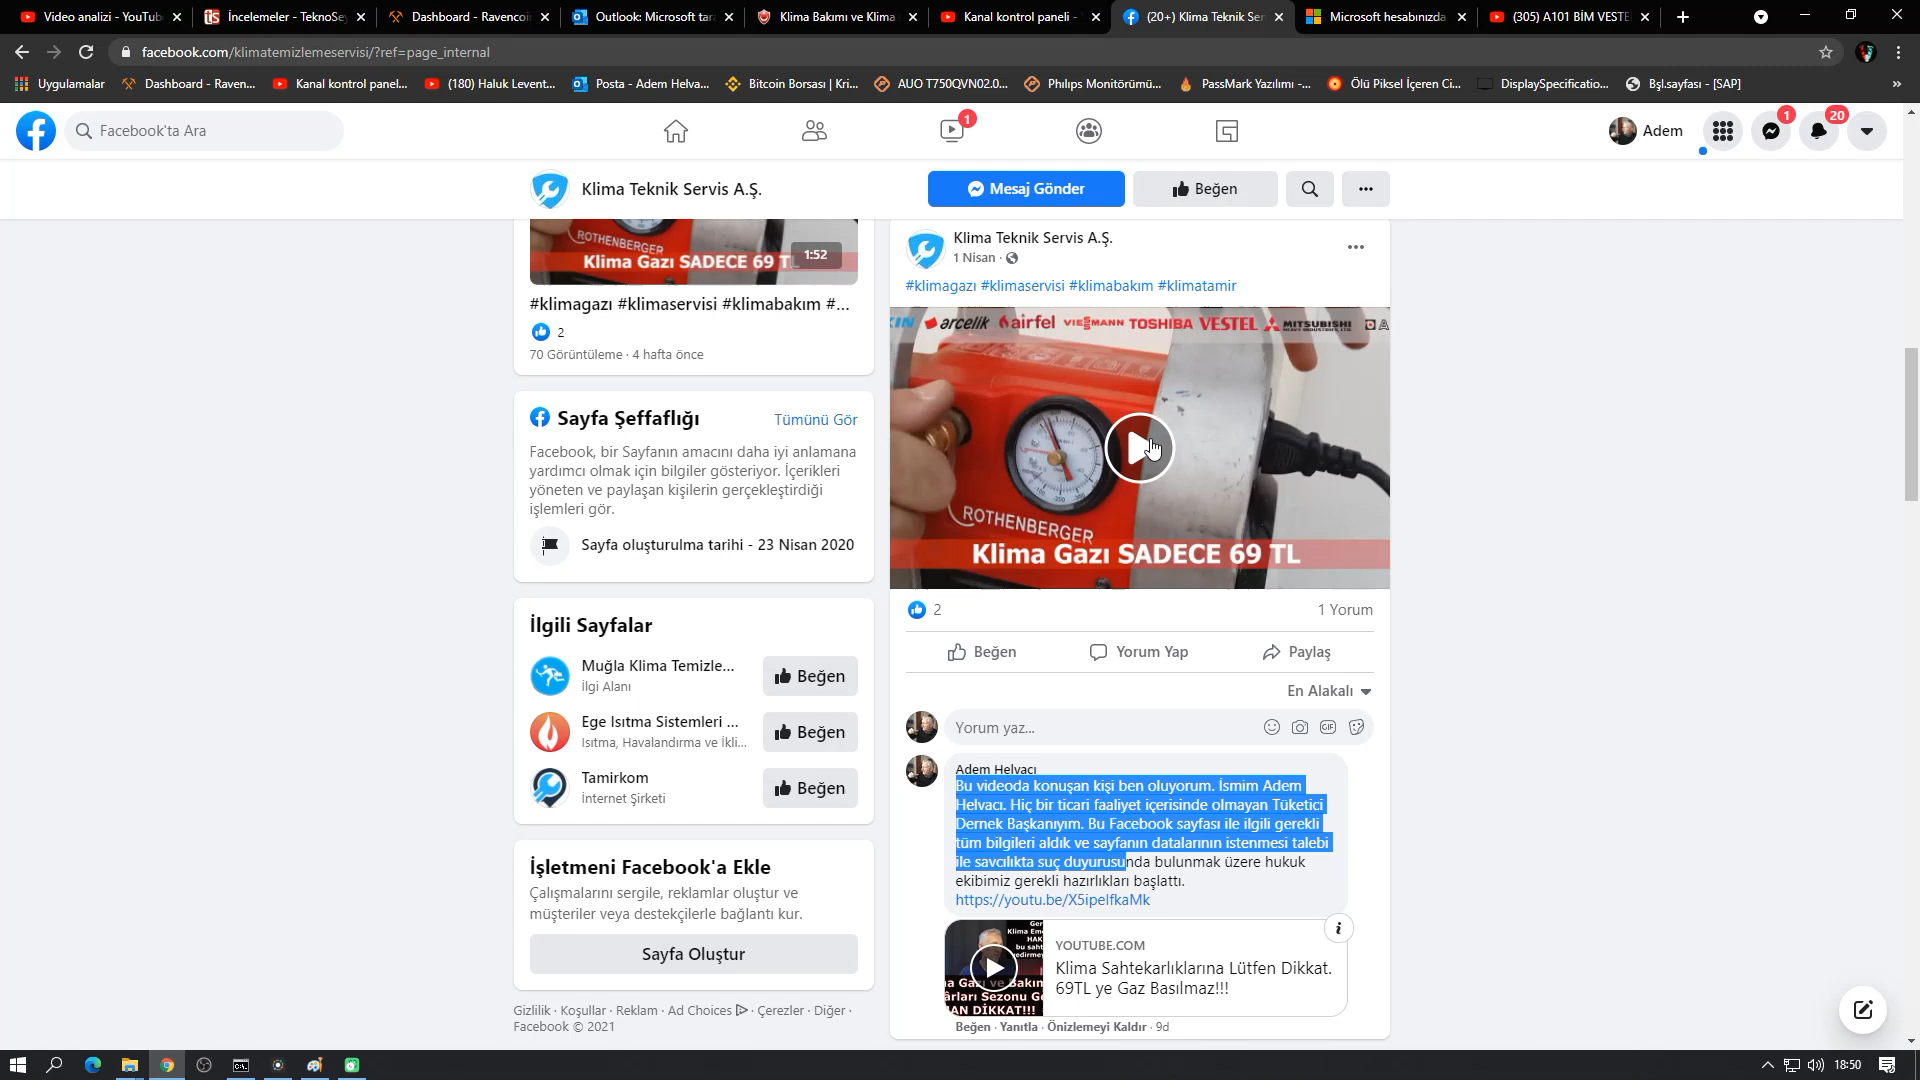 Video analizi - YouTub
İncelemeler - TeknoSey
Dashboard - Ravencoi
Outlook: Microsoft tar
Klima Bakımı ve Klima
Kanal kontrol paneli -
(20+) Klima Teknik Ser
Microsoft hesabınızda
(305) A101 BİM VESTE
facebook.com/klimatemizlemeservisi/?ref=page_internal
Uygulamalar
Dashboard - Raven...
Kanal kontrol panel...
(180) Haluk Levent...
Posta - Adem Helva...
Bitcoin Borsası | Kri...
AUO T750QVN02.0...
Phılıps Monitörümü...
PassMark Yazılımı -...
Ölü Piksel İçeren Ci...
DisplaySpecificatio...
Bşl.sayfası - [SAP]
Facebook'ta Ara
1
Adem
1
20
Klima Teknik Servis A.Ş.
Mesaj Gönder
Beğen
ROTHENBERGER
Klima Gazı SADECE 69 T
1:52
#klimagazı #klimaservisi #klimabakım #...
2
70 Görüntüleme · 4 hafta önce
Sayfa Şeffaflığı
Tümünü Gör
Facebook, bir Sayfanın amacını daha iyi anlamana
yardımcı olmak için bilgiler gösteriyor. İçerikleri
yöneten ve paylaşan kişilerin gerçekleştirdiği
işlemleri gör.
Sayfa oluşturulma tarihi - 23 Nisan 2020
İlgili Sayfalar
Muğla Klima Temizle...
İlgi Alanı
Beğen
Ege Isıtma Sistemleri ...
Isıtma, Havalandırma ve İkli...
Beğen
Tamirkom
İnternet Şirketi
Beğen
İşletmeni Facebook'a Ekle
Çalışmalarını sergile, reklamlar oluştur ve
müşteriler veya destekçilerle bağlantı kur.
Sayfa Oluştur
Gizlilik · Koşullar · Reklam · Ad Choices · Çerezler · Diğer ·
Facebook © 2021
Klima Teknik Servis A.Ş.
1 Nisan ·
#klimagazı #klimaservisi #klimabakım #klimatamir
KIN arcelik airfel VIESMANN TOSHIBA VESTEL MITSUBISHI
ROTHENBERGER
Klima Gazı SADECE 69 TL
2
1 Yorum
Beğen
Yorum Yap
Paylaş
En Alakalı
Yorum yaz...
GIF
Adem Helvacı
Bu videoda konuşan kişi ben oluyorum. İsmim Adem
Helvacı. Hiç bir ticari faaliyet içerisinde olmayan Tüketici
Dernek Başkanıyım. Bu Facebook sayfası ile ilgili gerekli
tüm bilgileri aldık ve sayfanın datalarının istenmesi talebi
ile savcılıkta suç duyurusunda bulunmak üzere hukuk
ekibimiz gerekli hazırlıkları başlattı.
https://youtu.be/X5ipelfkaMk
YOUTUBE.COM
Klima Sahtekarlıklarına Lütfen Dikkat.
69TL ye Gaz Basılmaz!!!
Beğen · Yanıtla · Önizlemeyi Kaldır · 9d
18:50